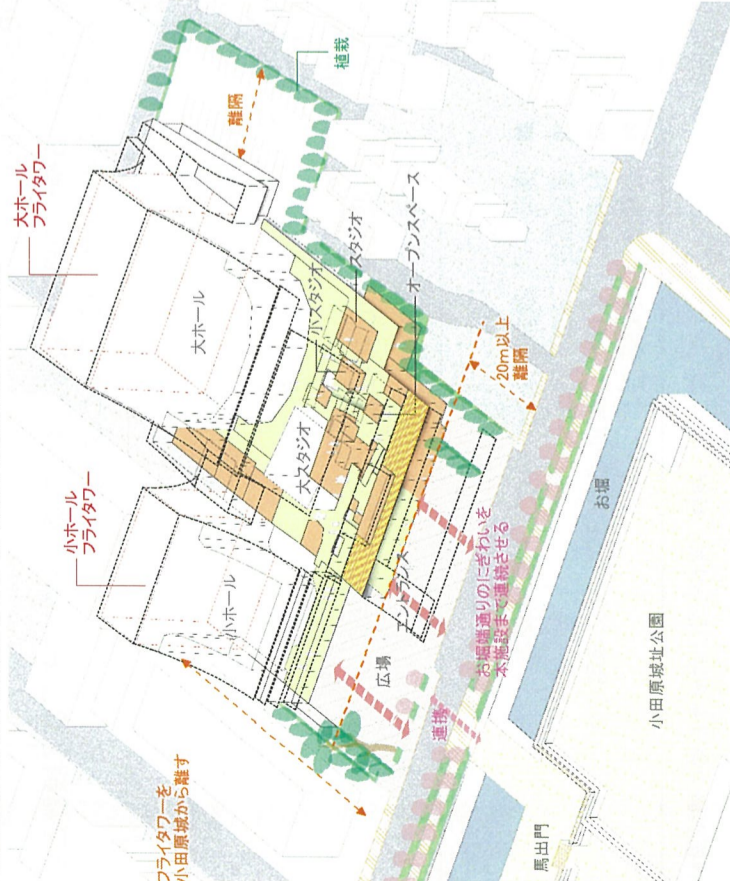 大ホール
フライタワー
離隔
植栽
小ホール
フライタワー
大ホール
小スタジオ
スタジオ
オープンスペース
大スタジオ
小ホール
20m以上
離隔
エントランス
広場
お堀端通りのにぎわいを
本施設まで連続させる
連携
フライタワーを
小田原城から離す
お堀
小田原城址公園
馬出門